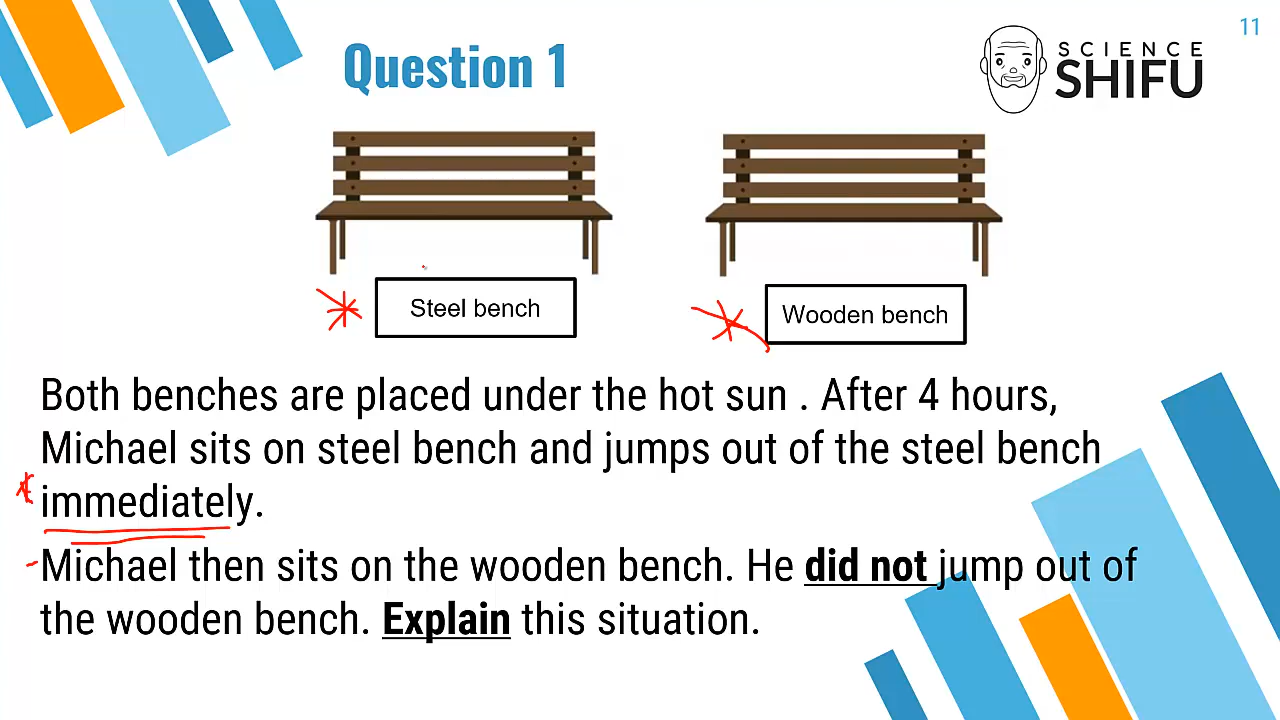 11
Question 1
SCIENCE
SHIFU
Steel bench
Wooden bench
Both benches are placed under the hot sun . After 4 hours,
Michael sits on steel bench and jumps out of the steel bench
immediately.
Michael then sits on the wooden bench. He did not jump out of
the wooden bench. Explain this situation.